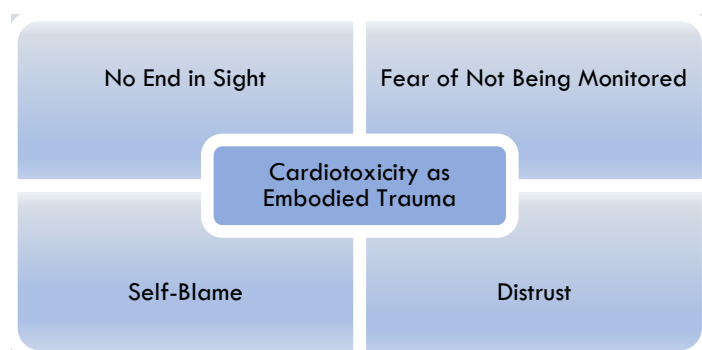 No End in Sight
Fear of Not Being Monitored
Cardiotoxicity as
Embodied Trauma
Self-Blame
Distrust